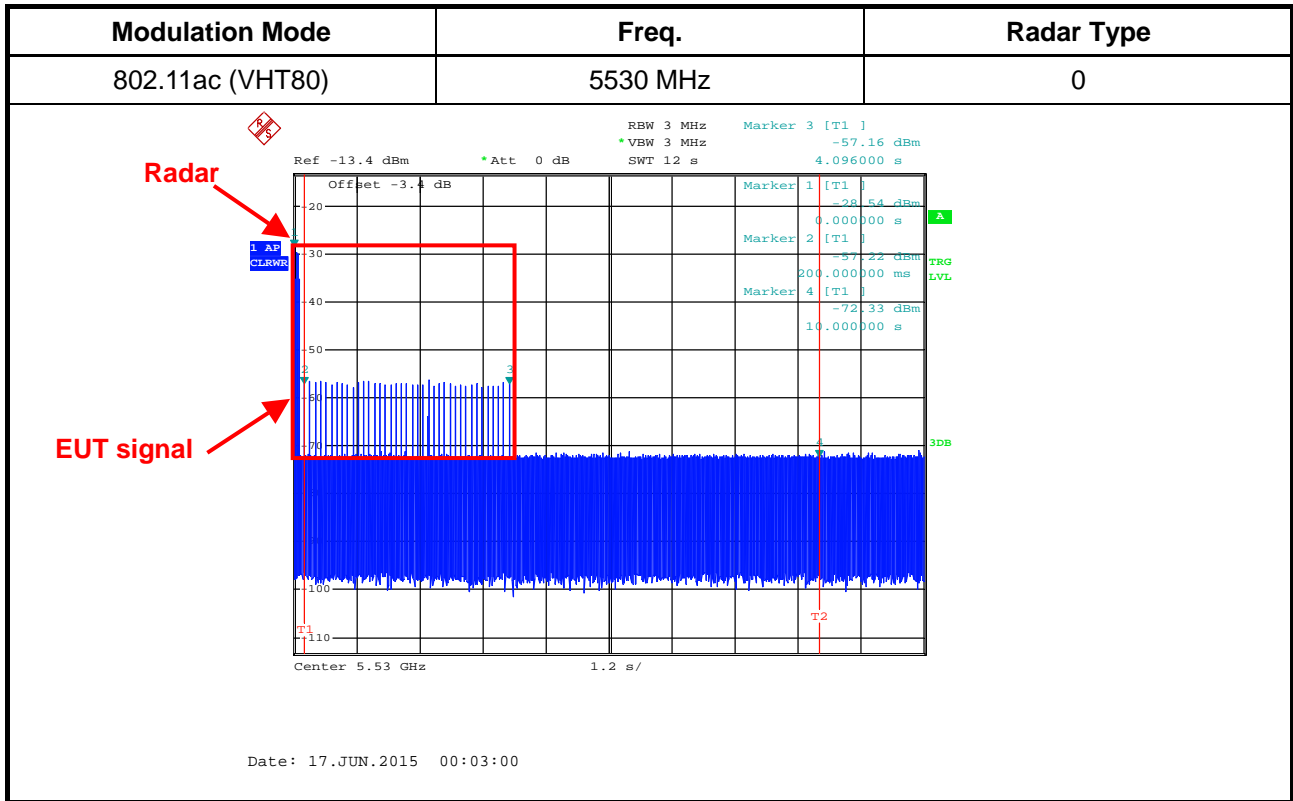 Modulation Mode Freq. Radar Type
802.11ac (VHT80) 5530 MHz 0
R S
RBW 3 MHz Marker 3 [T1 ]
*VBW 3 MHz -57.16 dBm
Ref -13.4 dBm *Att 0 dB SWT 12 s 4.096000 s
Radar
Offset -3.4 dB Marker 1 [T1 ]
-20 -28.54 dBm
0.000000 s A
1
1 AP Marker 2 [T1 ]
-30 -57.22 dBm
CLRWR TRG
200.000000 ms LVL
Marker 4 [T1 ]
-40 -72.33 dBm
10.000000 s
-50
2 3
-60
EUT signal
-70 4 3DB
-100
T2
T1
-110
Center 5.53 GHz 1.2 s/
Date: 17.JUN.2015 00:03:00